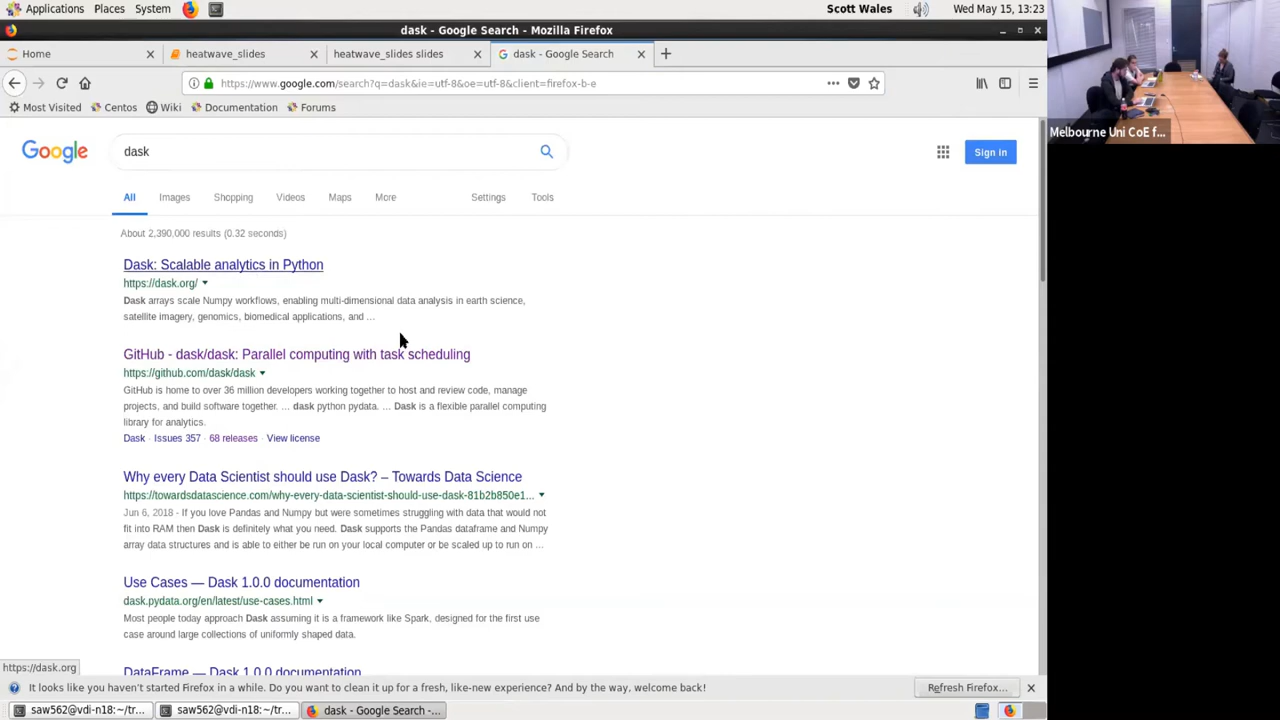 Applications Places System
Scott Wales
Wed May 15, 13:23
dask - Google Search - Mozilla Firefox
Home
heatwave_slides
heatwave_slides slides
dask - Google Search
https://www.google.com/search?q=dask&ie=utf-8&oe=utf-8&client=firefox-b-e
Most Visited Centos Wiki Documentation Forums
Google
dask
Sign in
All Images Shopping Videos Maps More Settings Tools
About 2,390,000 results (0.32 seconds)
Dask: Scalable analytics in Python
https://dask.org/
Dask arrays scale Numpy workflows, enabling multi-dimensional data analysis in earth science,
satellite imagery, genomics, biomedical applications, and ...
GitHub - dask/dask: Parallel computing with task scheduling
https://github.com/dask/dask
GitHub is home to over 36 million developers working together to host and review code, manage
projects, and build software together. ... dask python pydata. ... Dask is a flexible parallel computing
library for analytics.
Dask · Issues 357 · 68 releases · View license
Why every Data Scientist should use Dask? – Towards Data Science
https://towardsdatascience.com/why-every-data-scientist-should-use-dask-81b2b850e1...
Jun 6, 2018 - If you love Pandas and Numpy but were sometimes struggling with data that would not
fit into RAM then Dask is definitely what you need. Dask supports the Pandas dataframe and Numpy
array data structures and is able to either be run on your local computer or be scaled up to run on ...
Use Cases — Dask 1.0.0 documentation
dask.pydata.org/en/latest/use-cases.html
Most people today approach Dask assuming it is a framework like Spark, designed for the first use
case around large collections of uniformly shaped data.
DataFrame — Dask 1.0.0 documentation
https://dask.org
It looks like you haven't started Firefox in a while. Do you want to clean it up for a fresh, like-new experience? And by the way, welcome back!
Refresh Firefox...
saw562@vdi-n18:~/tr...
saw562@vdi-n18:~/tr...
dask - Google Search -...
Melbourne Uni CoE f...